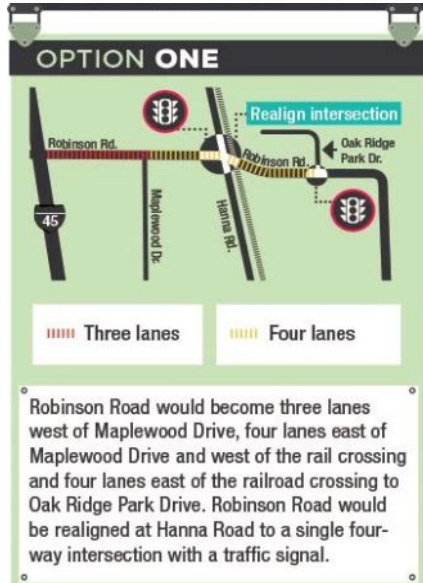 OPTION ONE
Realign intersection
Robinson Rd.
Robinson Rd.
Oak Ridge
Park Dr.
45
Maplewood Dr.
Hanna Rd.
Three lanes
Four lanes
Robinson Road would become three lanes
west of Maplewood Drive, four lanes east of
Maplewood Drive and west of the rail crossing
and four lanes east of the railroad crossing to
Oak Ridge Park Drive. Robinson Road would
be realigned at Hanna Road to a single four-
way intersection with a traffic signal.